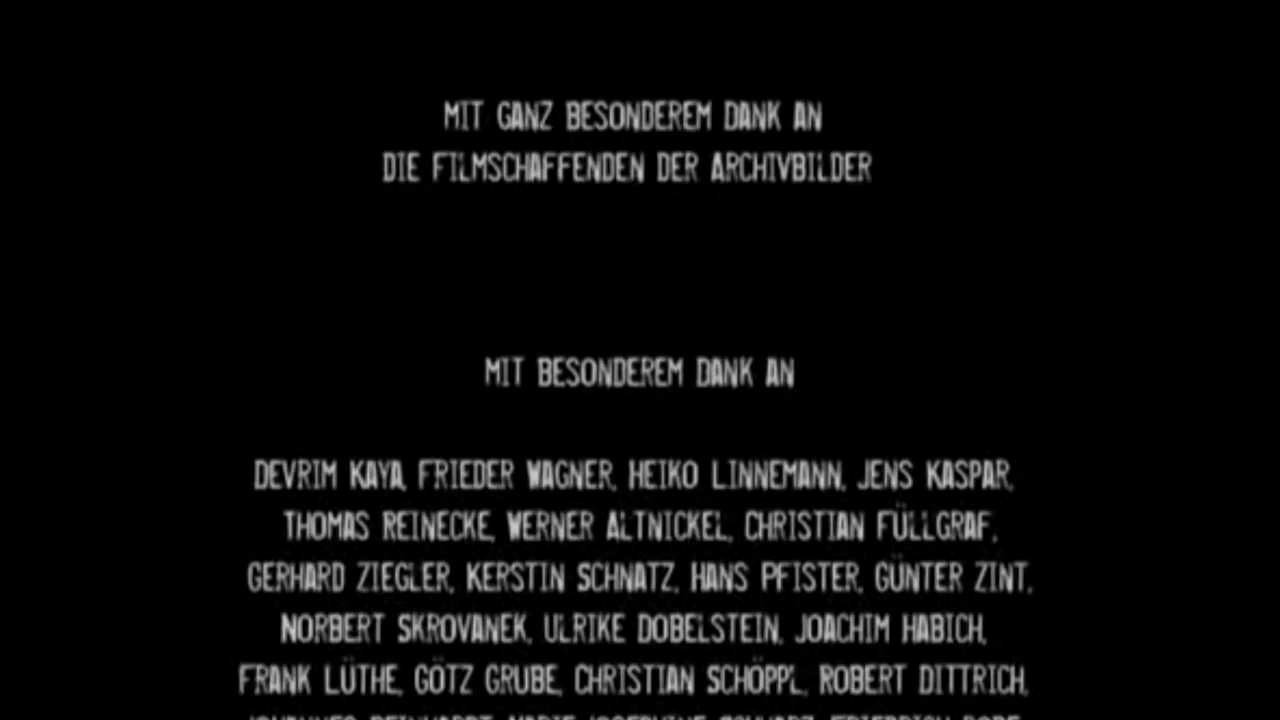 MIT GANZ BESONDEREM DANK AN
DIE FILMSCHAFFENDEN DER ARCHIVBILDER
MIT BESONDEREM DANK AN
DEVRIM KAYA, FRIEDER WAGNER, HEIKO LINNEMANN, JENS KASPAR,
THOMAS REINECKE, WERNER ALTNICKEL, CHRISTIAN FÜLLGRAF,
GERHARD ZIEGLER, KERSTIN SCHNATZ, HANS PFISTER, GÜNTER ZINT,
NORBERT SKROVANEK, ULRIKE DOBELSTEIN, JOACHIM HABICH,
FRANK LÜTHE, GÖTZ GRUBE, CHRISTIAN SCHÖPPL, ROBERT DITTRICH,